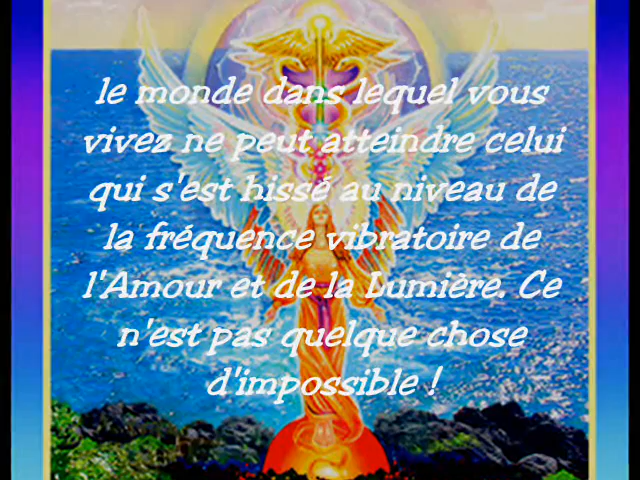 le monde dans lequel vous
vivez ne peut atteindre celui
qui s'est hissé au niveau de
la fréquence vibratoire de
l'Amour et de la Lumière. Ce
n'est pas quelque chose
d'impossible !